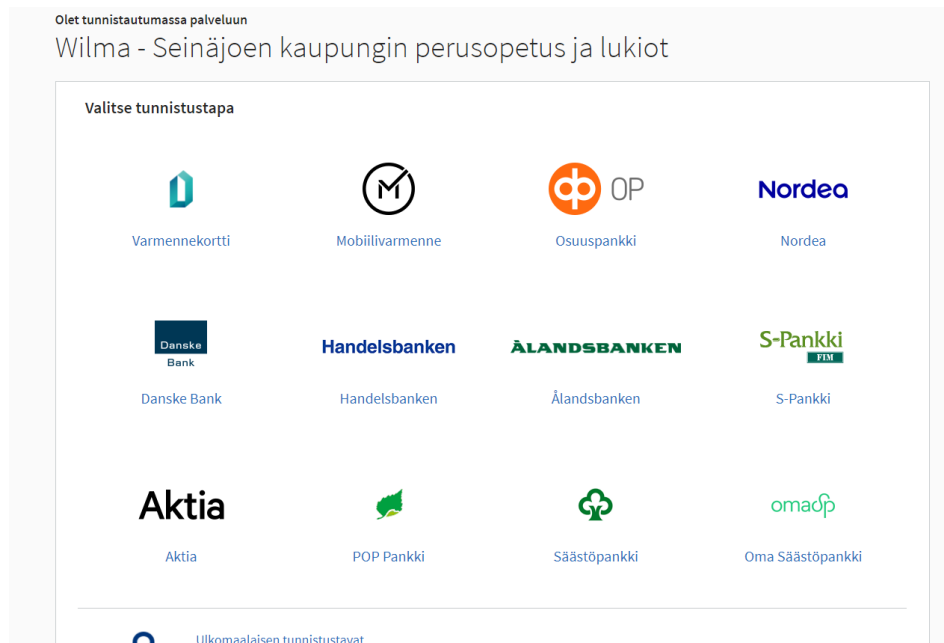 Olet tunnistautumassa palveluun
Wilma - Seinäjoen kaupungin perusopetus ja lukiot
Valitse tunnistustapa
M OP Nordea
Varmennekortti Mobiilivarmenne Osuuspankki Nordea
Danske Bank Handelsbanken ÅLANDSBANKEN S-Pankki FIM
Danske Bank Handelsbanken Ålandsbanken S-Pankki
Aktia omasp
Aktia POP Pankki Säästöpankki Oma Säästöpankki
Ulkomaalaisen tunnistustavat